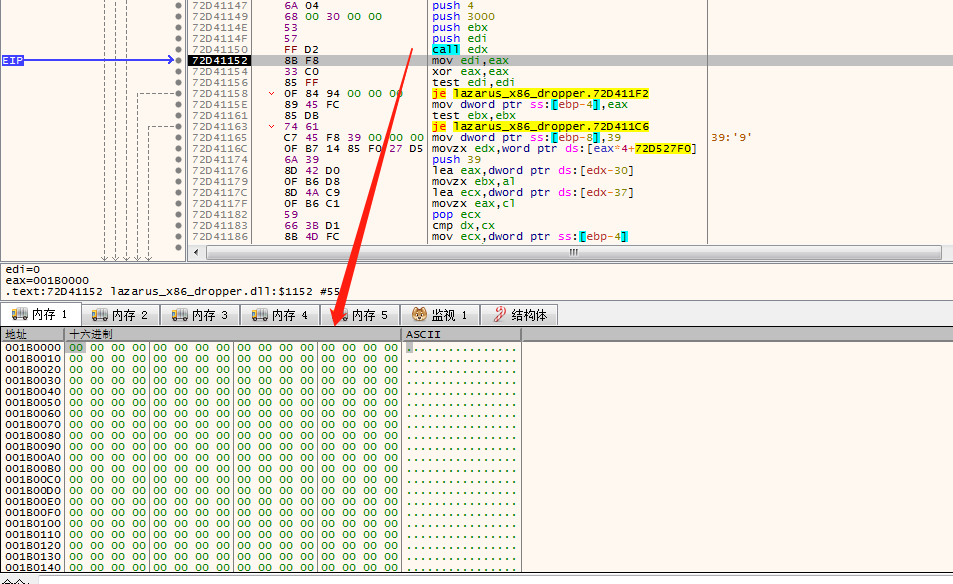 72D41147 6A 04 push 4
72D41149 68 00 30 00 00 push 3000
72D4114E 53 push ebx
72D4114F 57 push edi
72D41150 FF D2 call edx
EIP 72D41152 8B F8 mov edi,eax
72D41154 33 C0 xor eax,eax
72D41156 85 FF test edi,edi
72D41158 0F 84 94 00 00 00 je lazarus_x86_dropper.72D411F2
72D4115E 89 45 FC mov dword ptr ss:[ebp-4],eax
72D41161 85 DB test ebx,ebx
72D41163 74 61 je lazarus_x86_dropper.72D411C6
72D41165 C7 45 F8 39 00 00 00 mov dword ptr ss:[ebp-8],39 39:'9'
72D4116C 0F B7 14 85 F0 27 D5 movzx edx,word ptr ds:[eax*4+72D527F0]
72D41174 6A 39 push 39
72D41176 8D 42 D0 lea eax,dword ptr ds:[edx-30]
72D41179 0F B6 D8 movzx ebx,al
72D4117C 8D 4A C9 lea ecx,dword ptr ds:[edx-37]
72D4117F 0F B6 C1 movzx eax,cl
72D41182 59 pop ecx
72D41183 66 3B D1 cmp dx,cx
72D41186 8B 4D FC mov ecx,dword ptr ss:[ebp-4]
edi=0
eax=001B0000
.text:72D41152 lazarus_x86_dropper.dll:$1152 #55
内存 1 内存 2 内存 3 内存 4 内存 5 监视 1 结构体
地址 十六进制 ASCII
001B0000 00 00 00 00 00 00 00 00 00 00 00 00 00 00 00 00 ................
001B0010 00 00 00 00 00 00 00 00 00 00 00 00 00 00 00 00 ................
001B0020 00 00 00 00 00 00 00 00 00 00 00 00 00 00 00 00 ................
001B0030 00 00 00 00 00 00 00 00 00 00 00 00 00 00 00 00 ................
001B0040 00 00 00 00 00 00 00 00 00 00 00 00 00 00 00 00 ................
001B0050 00 00 00 00 00 00 00 00 00 00 00 00 00 00 00 00 ................
001B0060 00 00 00 00 00 00 00 00 00 00 00 00 00 00 00 00 ................
001B0070 00 00 00 00 00 00 00 00 00 00 00 00 00 00 00 00 ................
001B0080 00 00 00 00 00 00 00 00 00 00 00 00 00 00 00 00 ................
001B0090 00 00 00 00 00 00 00 00 00 00 00 00 00 00 00 00 ................
001B00A0 00 00 00 00 00 00 00 00 00 00 00 00 00 00 00 00 ................
001B00B0 00 00 00 00 00 00 00 00 00 00 00 00 00 00 00 00 ................
001B00C0 00 00 00 00 00 00 00 00 00 00 00 00 00 00 00 00 ................
001B00D0 00 00 00 00 00 00 00 00 00 00 00 00 00 00 00 00 ................
001B00E0 00 00 00 00 00 00 00 00 00 00 00 00 00 00 00 00 ................
001B00F0 00 00 00 00 00 00 00 00 00 00 00 00 00 00 00 00 ................
001B0100 00 00 00 00 00 00 00 00 00 00 00 00 00 00 00 00 ................
001B0110 00 00 00 00 00 00 00 00 00 00 00 00 00 00 00 00 ................
001B0120 00 00 00 00 00 00 00 00 00 00 00 00 00 00 00 00 ................
001B0130 00 00 00 00 00 00 00 00 00 00 00 00 00 00 00 00 ................
001B0140 00 00 00 00 00 00 00 00 00 00 00 00 00 00 00 00 ................